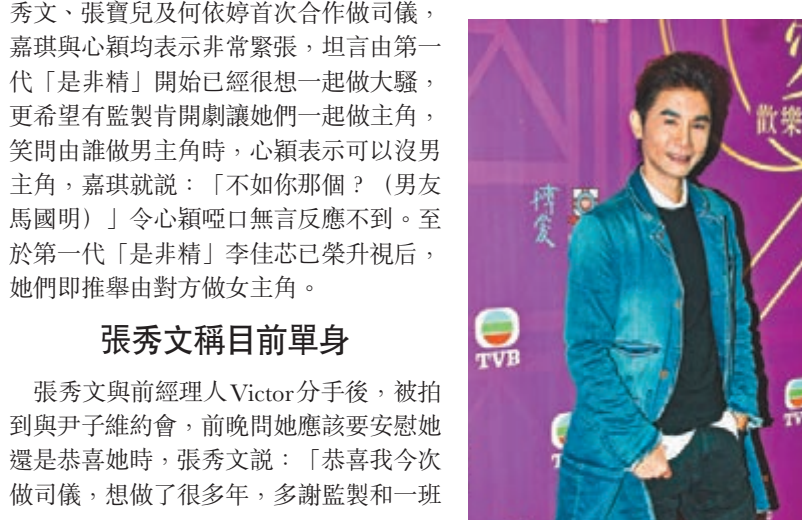 秀文、張寶兒及何依婷首次合作做司儀，
嘉琪與心穎均表示非常緊張，坦言由第一
代「是非精」開始已經很想一起做大騷，
更希望有監製肯開劇讓她們一起做主角，
笑問由誰做男主角時，心穎表示可以沒男
主角，嘉琪就說：「不如你那個？（男友
馬國明）」令心穎啞口無言反應不到。至
於第一代「是非精」李佳芯已榮升視后，
她們即推舉由對方做女主角。
張秀文稱目前單身
張秀文與前經理人Victor分手後，被拍
到與尹子維約會，前晚問她應該要安慰她
還是恭喜她時，張秀文說：「恭喜我今次
做司儀，想做了很多年，多謝監製和一班
歡樂
博愛
TVB